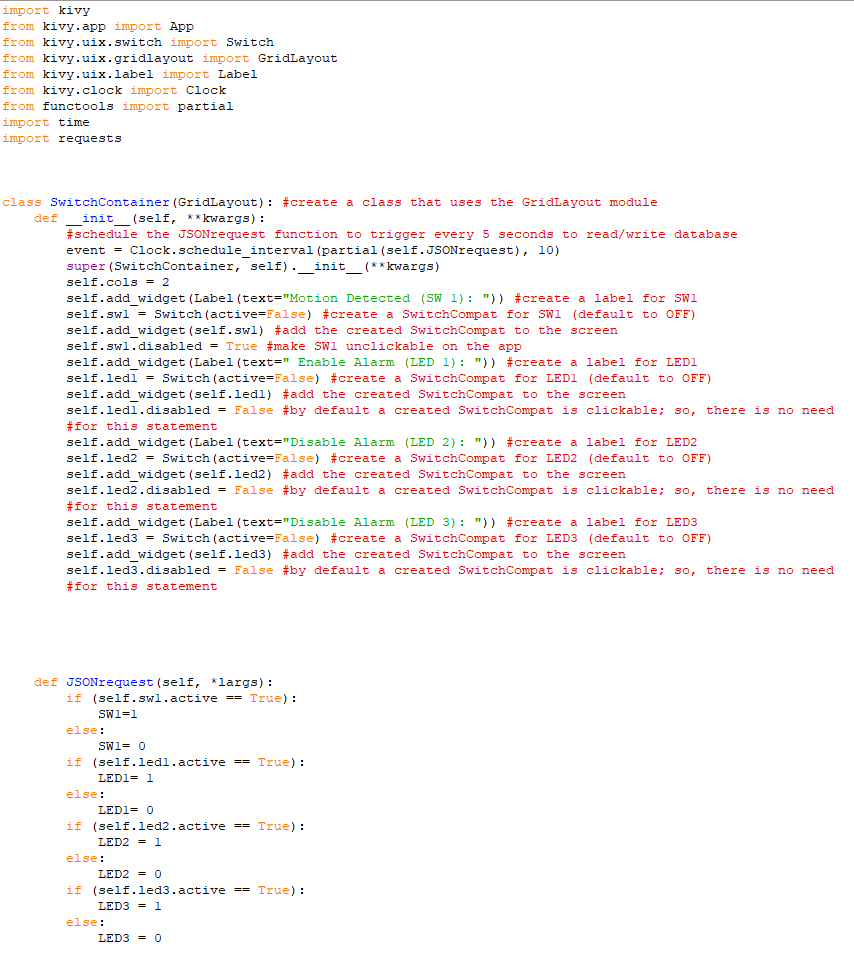 import kivy
from kivy.app import App
from kivy.uix.switch import Switch
from kivy.uix.gridlayout import GridLayout
from kivy.uix.label import Label
from kivy.clock import Clock
from functools import partial
import time
import requests
class SwitchContainer(GridLayout): #create a class that uses the GridLayout module
    def __init__(self, **kwargs):
        #schedule the JSONrequest function to trigger every 5 seconds to read/write database
        event = Clock.schedule_interval(partial(self.JSONrequest), 10)
        super(SwitchContainer, self).__init__(**kwargs)
        self.cols = 2
        self.add_widget(Label(text="Motion Detected (SW 1): ")) #create a label for SW1
        self.sw1 = Switch(active=False) #create a SwitchCompat for SW1 (default to OFF)
        self.add_widget(self.sw1) #add the created SwitchCompat to the screen
        self.sw1.disabled = True #make SW1 unclickable on the app
        self.add_widget(Label(text=" Enable Alarm (LED 1): ")) #create a label for LED1
        self.led1 = Switch(active=False) #create a SwitchCompat for LED1 (default to OFF)
        self.add_widget(self.led1) #add the created SwitchCompat to the screen
        self.led1.disabled = False #by default a created SwitchCompat is clickable; so, there is no need
        #for this statement
        self.add_widget(Label(text="Disable Alarm (LED 2): ")) #create a label for LED2
        self.led2 = Switch(active=False) #create a SwitchCompat for LED2 (default to OFF)
        self.add_widget(self.led2) #add the created SwitchCompat to the screen
        self.led2.disabled = False #by default a created SwitchCompat is clickable; so, there is no need
        #for this statement
        self.add_widget(Label(text="Disable Alarm (LED 3): ")) #create a label for LED3
        self.led3 = Switch(active=False) #create a SwitchCompat for LED3 (default to OFF)
        self.add_widget(self.led3) #add the created SwitchCompat to the screen
        self.led3.disabled = False #by default a created SwitchCompat is clickable; so, there is no need
        #for this statement
    def JSONrequest(self, *largs):
        if (self.sw1.active == True):
            SW1=1
        else:
            SW1= 0
        if (self.led1.active == True):
            LED1= 1
        else:
            LED1= 0
        if (self.led2.active == True):
            LED2 = 1
        else:
            LED2 = 0
        if (self.led3.active == True):
            LED3 = 1
        else:
            LED3 = 0